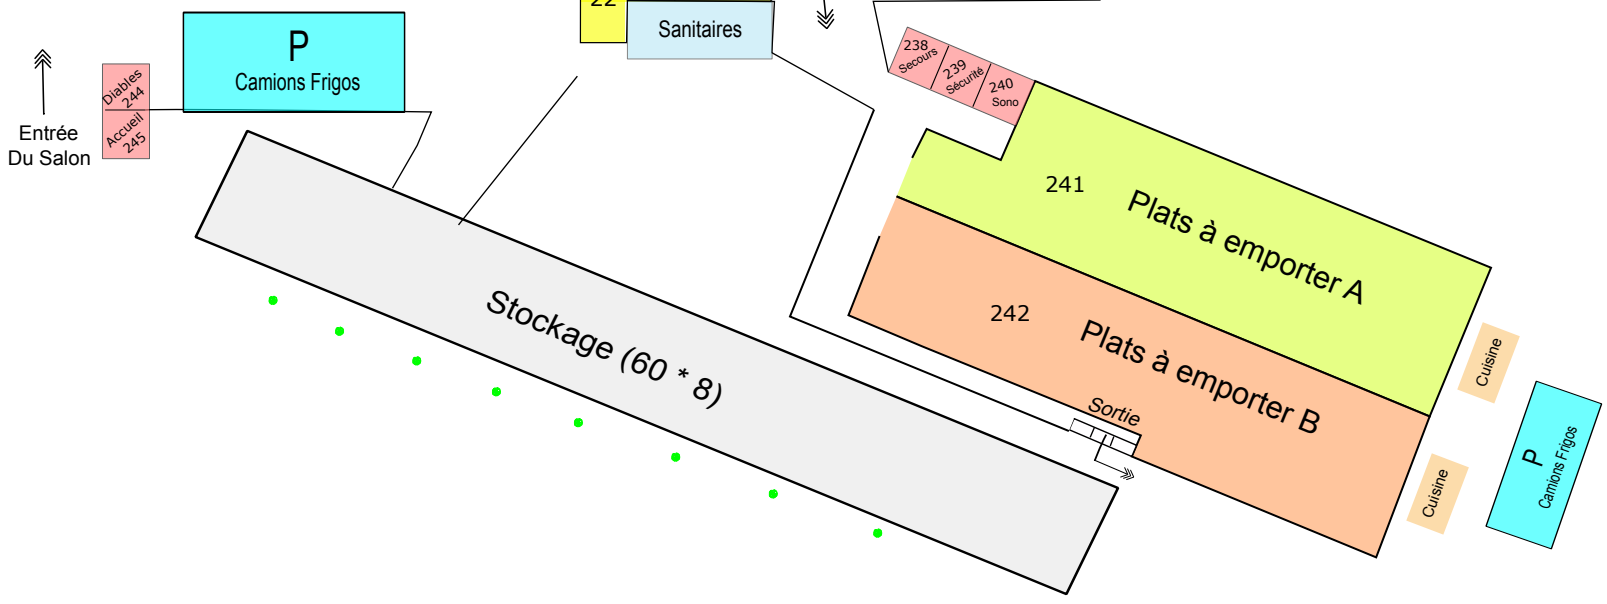 22
Sanitaires
P
Camions Frigos
Diables
244
Accueil
245
Entrée
Du Salon
238
Secours
239
Sécurité
240
Sono
241
Plats à emporter A
242
Plats à emporter B
Stockage (60 * 8)
Sortie
Cuisine
Cuisine
P
Camions Frigos